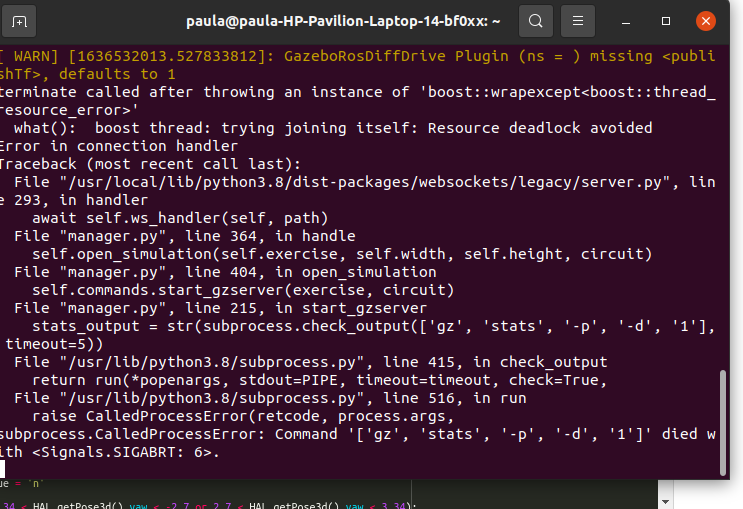 paula@paula-HP-Pavilion-Laptop-14-bf0xx: ~
[ WARN] [1636532013.527833812]: GazeboRosDiffDrive Plugin (ns = ) missing <publi
shTf>, defaults to 1
terminate called after throwing an instance of 'boost::wrapexcept<boost::thread_
resource_error>'
what():  boost thread: trying joining itself: Resource deadlock avoided
Error in connection handler
Traceback (most recent call last):
File "/usr/local/lib/python3.8/dist-packages/websockets/legacy/server.py", lin
e 293, in handler
await self.ws_handler(self, path)
File "manager.py", line 364, in handle
self.open_simulation(self.exercise, self.width, self.height, circuit)
File "manager.py", line 404, in open_simulation
self.commands.start_gzserver(exercise, circuit)
File "manager.py", line 215, in start_gzserver
stats_output = str(subprocess.check_output(['gz', 'stats', '-p', '-d', '1'],
timeout=5))
File "/usr/lib/python3.8/subprocess.py", line 415, in check_output
return run(*popenargs, stdout=PIPE, timeout=timeout, check=True,
File "/usr/lib/python3.8/subprocess.py", line 516, in run
raise CalledProcessError(retcode, process.args,
subprocess.CalledProcessError: Command '['gz', 'stats', '-p', '-d', '1']' died w
ith <Signals.SIGABRT: 6>.
ue = 'n'
.34 < HAL.getPose3d().yaw < -2.7 or 2.7 < HAL.getPose3d().yaw < 3.34):